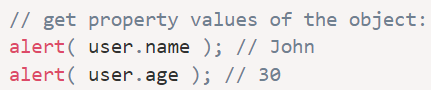 // get property values of the object:
alert( user.name ); // John
alert( user.age ); // 30